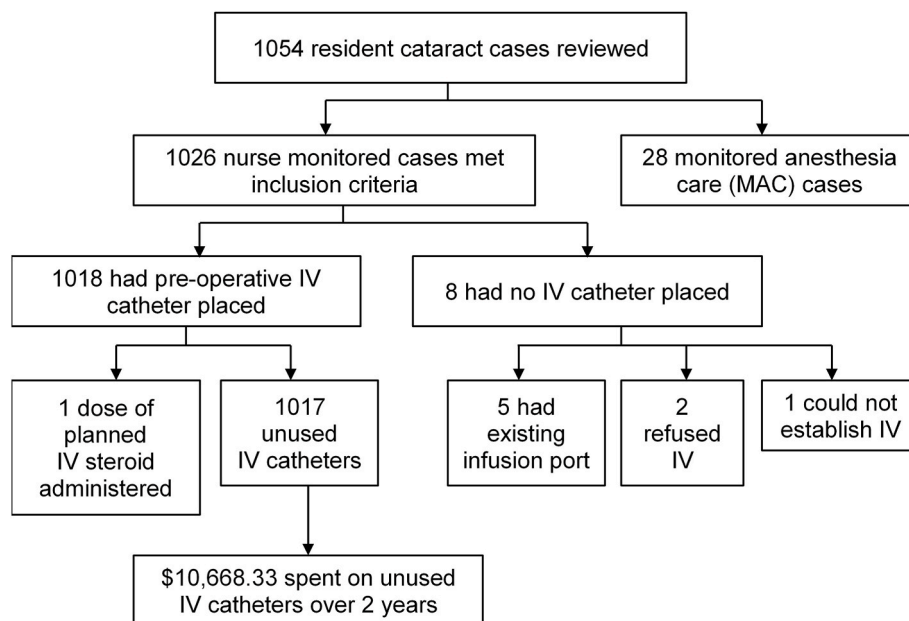 1054 resident cataract cases reviewed
1026 nurse monitored cases met
inclusion criteria
28 monitored anesthesia
care (MAC) cases
1018 had pre-operative IV
catheter placed
8 had no IV catheter placed
1 dose of
planned
IV steroid
administered
1017
unused
IV catheters
5 had
existing
infusion port
2
refused
IV
1 could not
establish IV
$10,668.33 spent on unused
IV catheters over 2 years